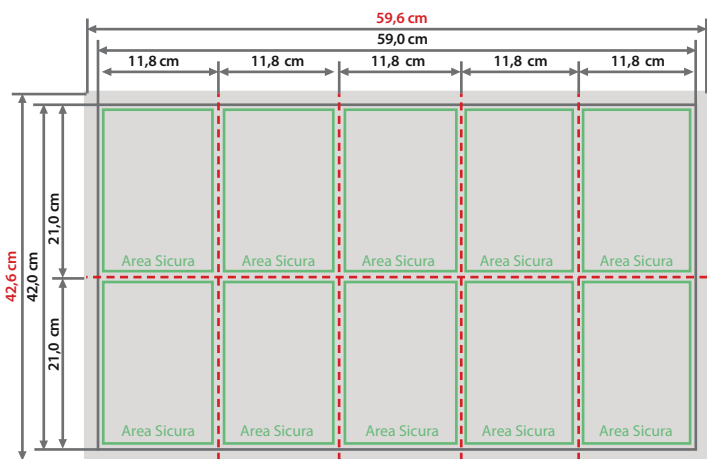 59,6 cm
59,0 cm
11,8 cm 11,8 cm 11,8 cm 11,8 cm 11,8 cm
42,6 cm
42,0 cm
21,0 cm
Area Sicura Area Sicura Area Sicura Area Sicura Area Sicura
21,0 cm
Area Sicura Area Sicura Area Sicura Area Sicura Area Sicura